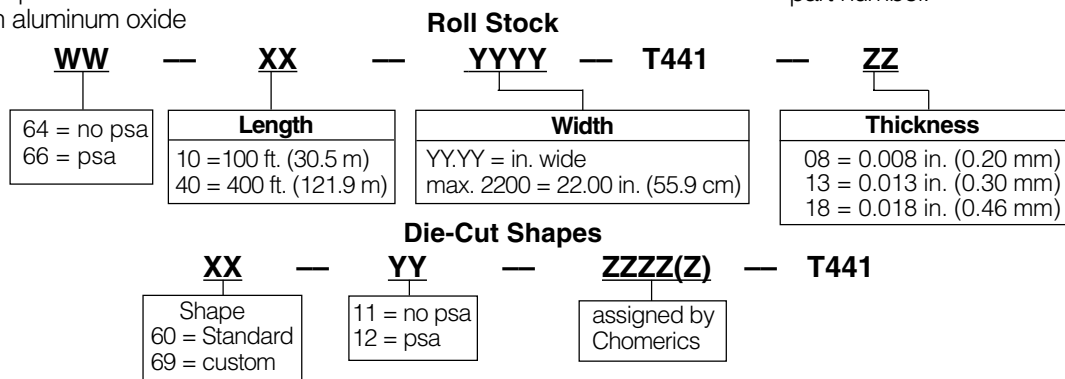 aluminum oxide
Roll Stock
WW — XX — YYYY — T441 — ZZ
64 = no psa
66 = psa
Length
10 =100 ft. (30.5 m)
40 = 400 ft. (121.9 m)
Width
YY.YY = in. wide
max. 2200 = 22.00 in. (55.9 cm)
Thickness
08 = 0.008 in. (0.20 mm)
13 = 0.013 in. (0.30 mm)
18 = 0.018 in. (0.46 mm)
Die-Cut Shapes
XX — YY — ZZZZ(Z) — T441
Shape
60 = Standard
69 = custom
11 = no psa
12 = psa
assigned by
Chomerics